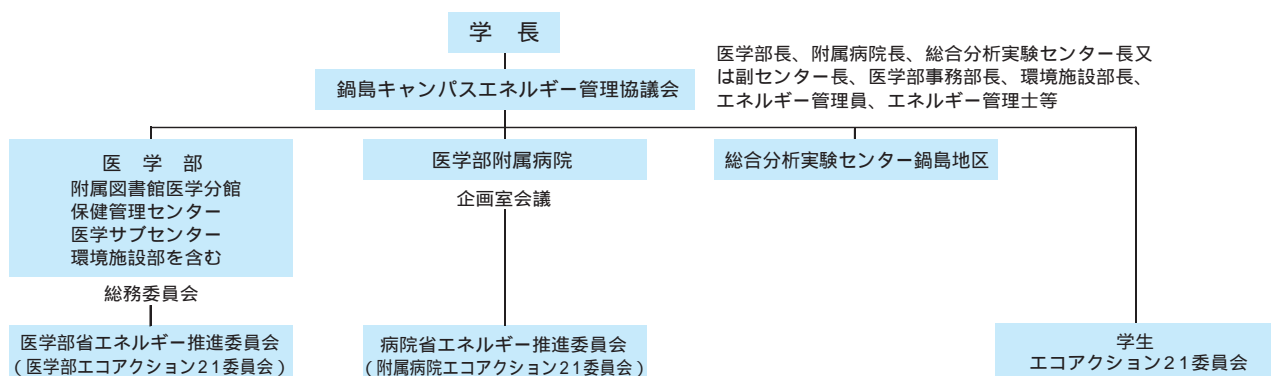 学　長
鍋島キャンパスエネルギー管理協議会
医学部長、附属病院長、総合分析実験センター長又
は副センター長、医学部事務部長、環境施設部長、
エネルギー管理員、エネルギー管理士等
医　学　部
附属図書館医学分館
保健管理センター
医学サブセンター
環境施設部を含む
総務委員会
医学部省エネルギー推進委員会
（医学部エコアクション21委員会）
医学部附属病院
企画室会議
病院省エネルギー推進委員会
（附属病院エコアクション21委員会）
総合分析実験センター鍋島地区
学生
エコアクション21委員会